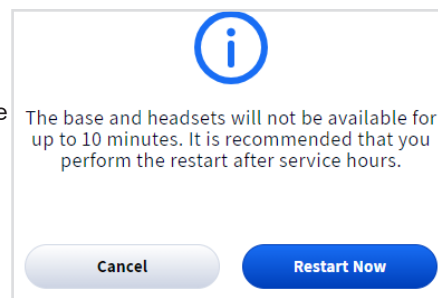 e
The base and headsets will not be available for
up to 10 minutes. It is recommended that you
perform the restart after service hours.
Cancel
Restart Now